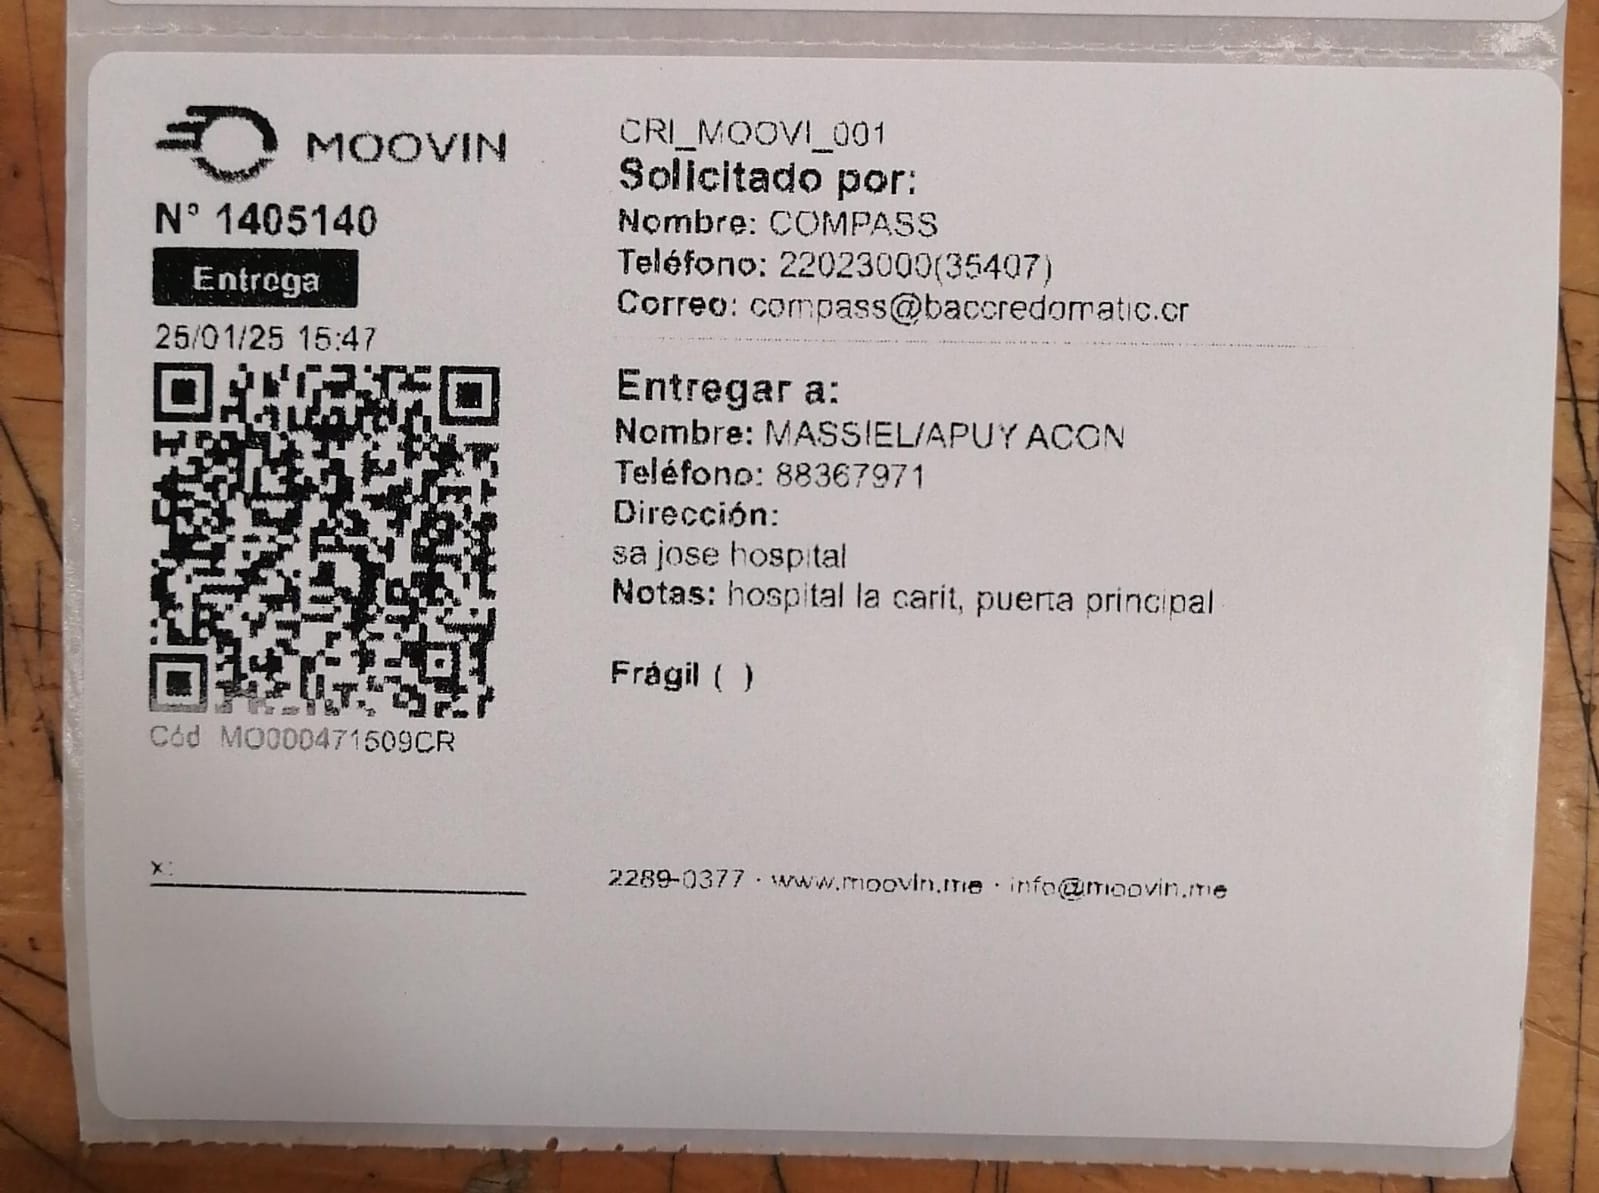 MOOVIN
N° 1405140
Entrega
25/01/25 15:47
Cód MO000471509CR
x:
CRI_MOOVI_001
Solicitado por:
Nombre: COMPASS
Teléfono: 22023000(35407)
Correo: compass@baccredomatic.cr
Entregar a:
Nombre: MASSIEL/APUY ACON
Teléfono: 88367971
Dirección:
sa jose hospital
Notas: hospital la carit, puerta principal
Frágil ( )
2289-0377 · www.moovin.me · info@moovin.me